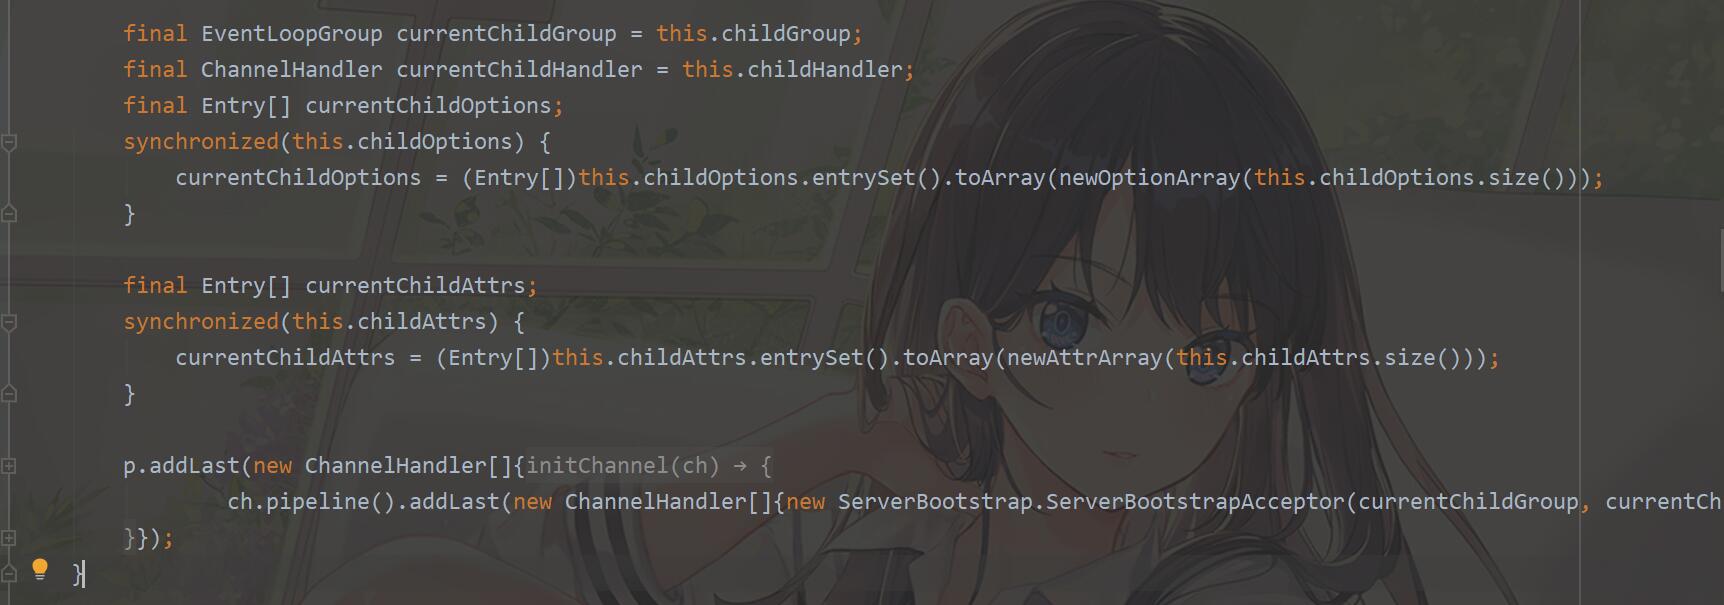 final EventLoopGroup currentChildGroup = this.childGroup;
final ChannelHandler currentChildHandler = this.childHandler;
final Entry[] currentChildOptions;
synchronized(this.childOptions) {
currentChildOptions = (Entry[])this.childOptions.entrySet().toArray(newOptionArray(this.childOptions.size()));
}
final Entry[] currentChildAttrs;
synchronized(this.childAttrs) {
currentChildAttrs = (Entry[])this.childAttrs.entrySet().toArray(newAttrArray(this.childAttrs.size()));
}
p.addLast(new ChannelHandler[]{initChannel(ch) → {
ch.pipeline().addLast(new ChannelHandler[]{new ServerBootstrap.ServerBootstrapAcceptor(currentChildGroup, currentCh
}});
}